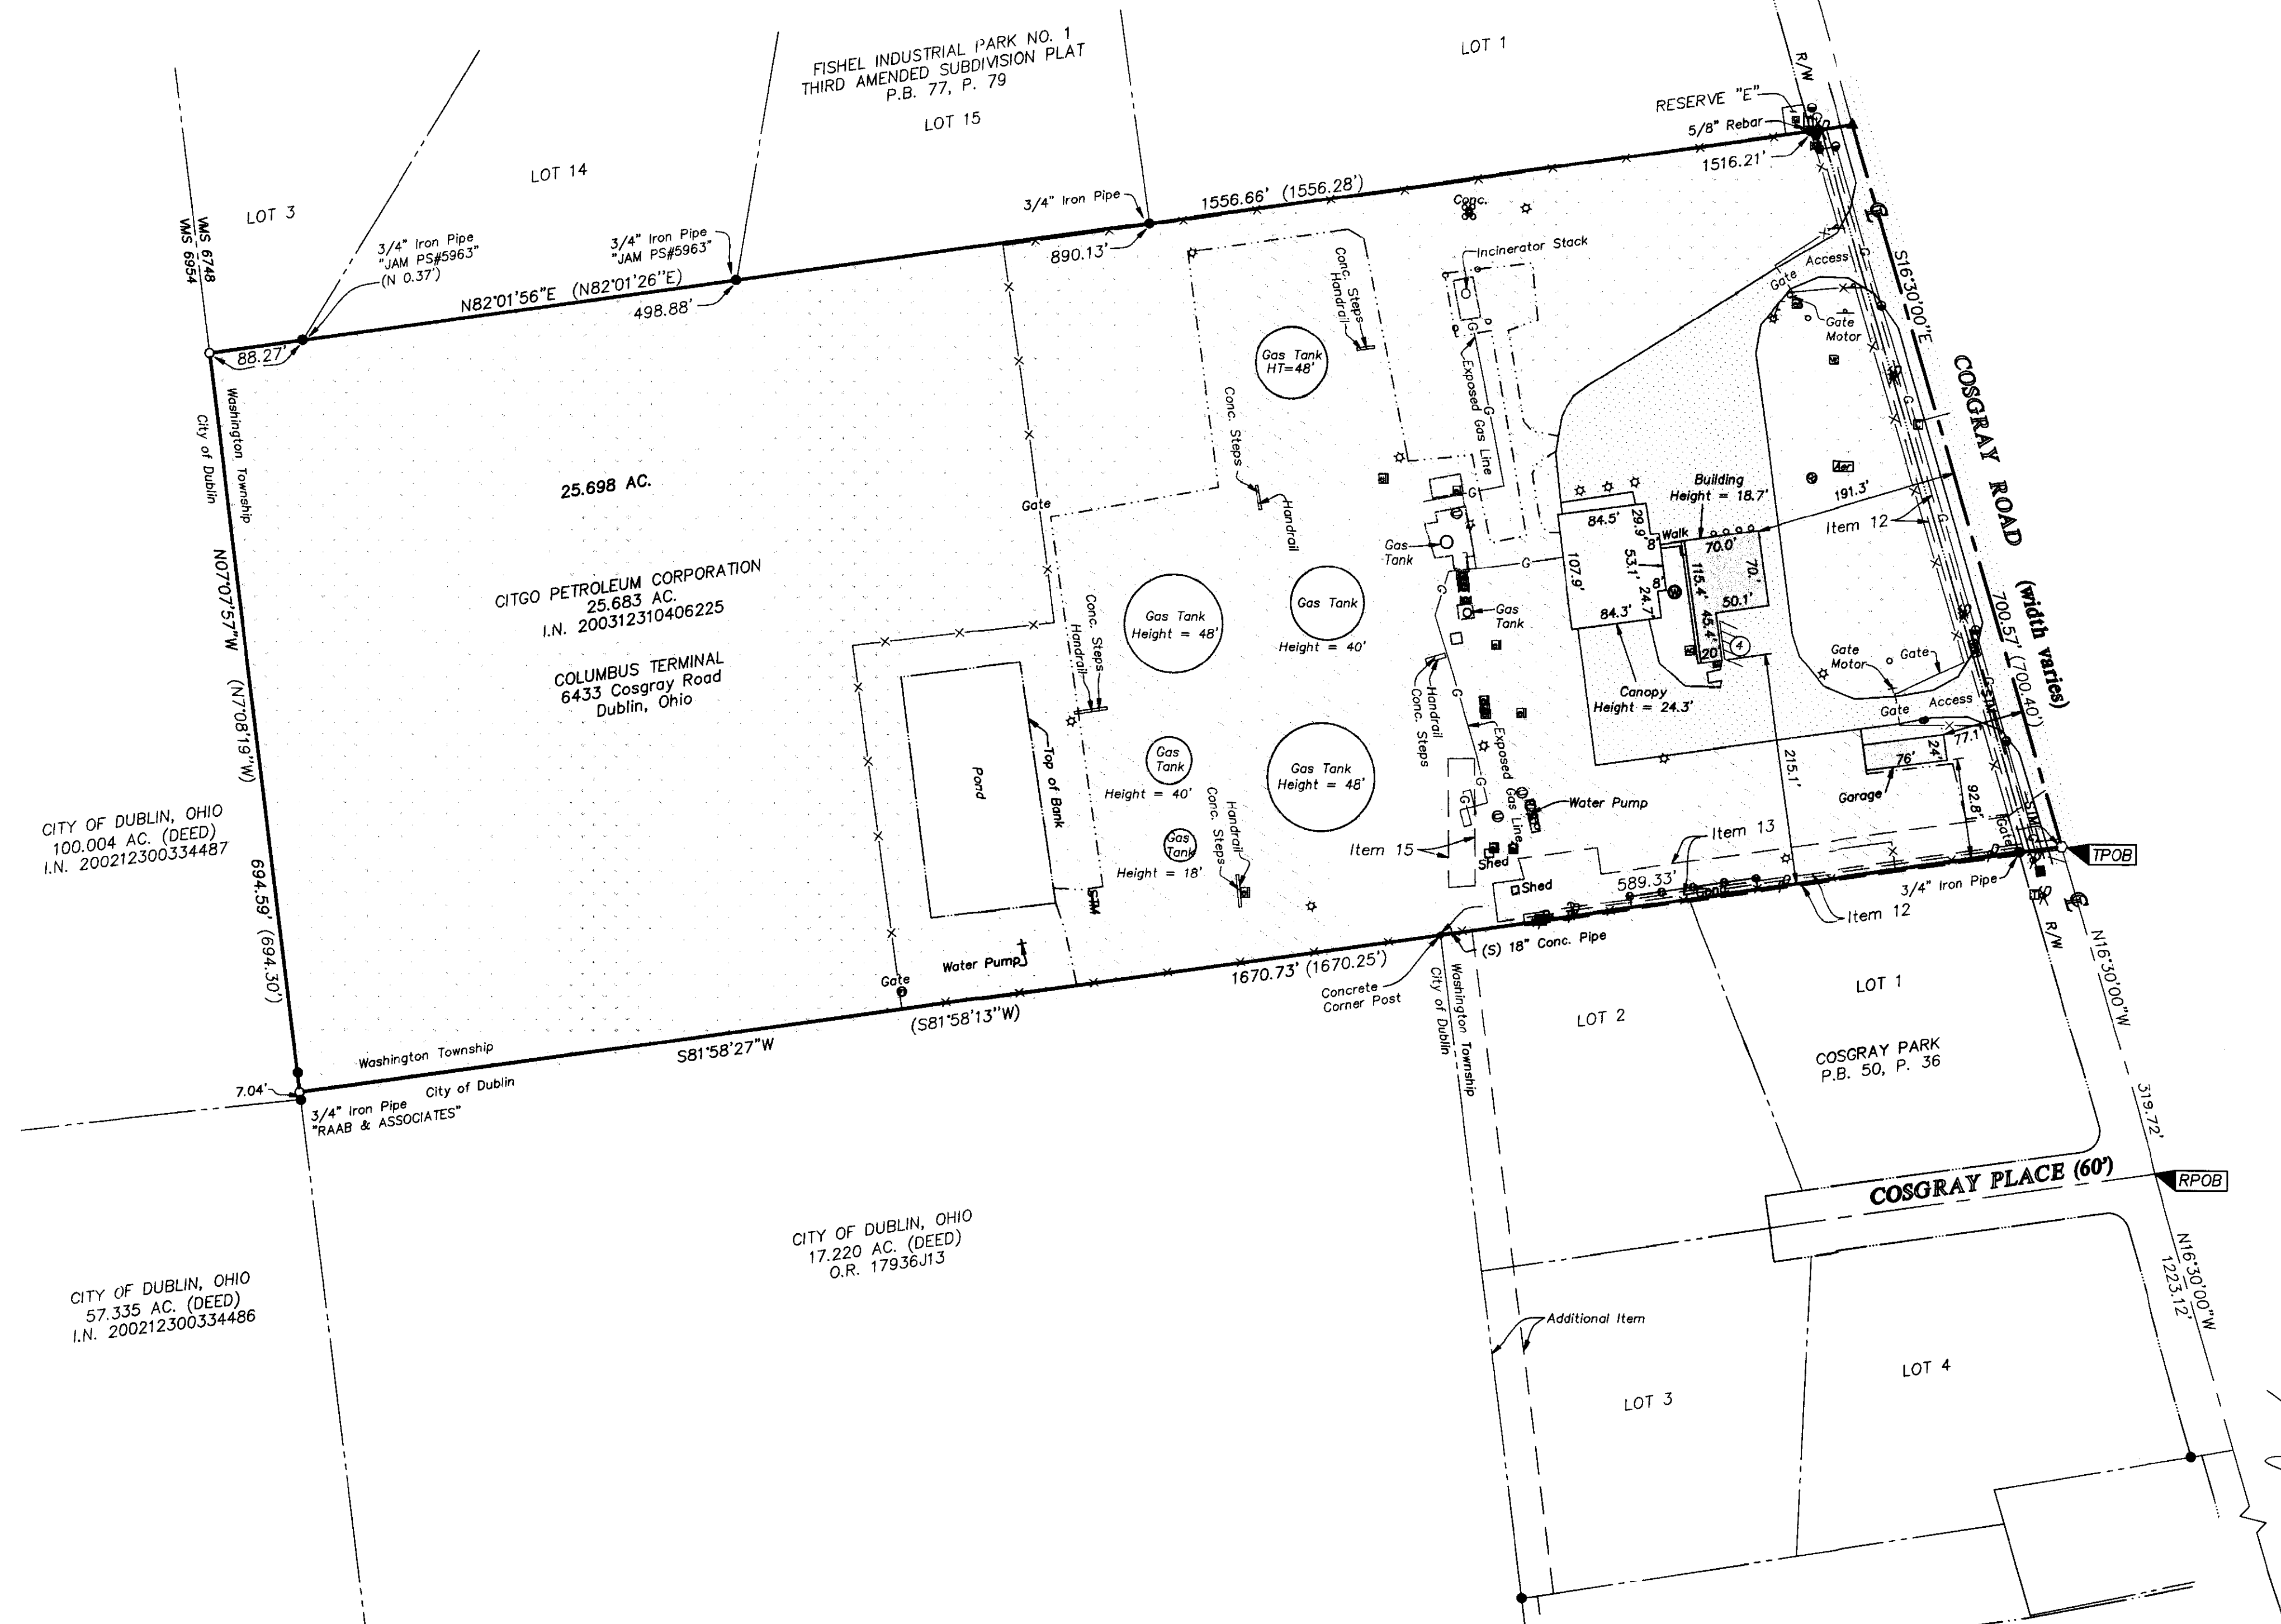 FISHEL INDUSTRIAL PARK NO. 1
THIRD AMENDED SUBDIVISION PLAT
P.B. 77, P. 79
LOT 15
LOT 1
R/W
RESERVE "E"
5/8" Rebar
1516.21'
LOT 14
LOT 3
VMS 6748
VMS 6954
3/4" Iron Pipe
"JAM PS#5963"
(N 0.37')
3/4" Iron Pipe
"JAM PS#5963"
3/4" Iron Pipe
1556.66' (1556.28')
890.13'
N82°01'56"E (N82°01'26"E)
498.88'
88.27'
Conc.
Incinerator Stack
Conc. Steps
Handrail
Exposed Gas Line
G
G
G
Gas Tank
HT=48'
Conc. Steps
Handrail
Gate
Access
Gate
Motor
S16°30'00"E
COSGRAY ROAD
(width varies)
700.57' (700.40')
Washington Township
City of Dublin
25.698 AC.
Gate
N07°07'57"W (N7°08'19"W)
694.59' (694.30')
CITGO PETROLEUM CORPORATION
25.683 AC.
I.N. 200312310406225
COLUMBUS TERMINAL
6433 Cosgray Road
Dublin, Ohio
Building
Height = 18.7'
191.3'
Item 12
84.5'
29.9'
8'
Walk
70.0'
70.'
107.9'
53.1'
8'
115.4'
24.7'
84.3'
50.1'
45.4'
20'
4
Gas
Tank
Gas
Tank
Gas Tank
Height = 48'
Gas Tank
Height = 40'
Conc. Steps
Handrail
Handrail
Conc. Steps
Canopy
Height = 24.3'
Gate
Motor
Gate
Gate
Access
Pond
Top of Bank
Gas
Tank
Height = 40'
Gas Tank
Height = 48'
Gas
Tank
Height = 18'
Handrail
Conc. Steps
Exposed Gas Line
G
G
G
Water Pump
215.1'
77.1'
24'
76'
Garage
92.8'
Gate
STM
Item 15
Item 13
Shed
Shed
589.33'
3/4" Iron Pipe
Item 12
TPOB
STM
Water Pump
Gate
CITY OF DUBLIN, OHIO
100.004 AC. (DEED)
I.N. 200212300334487
(S) 18" Conc. Pipe
1670.73' (1670.25')
Concrete
Corner Post
(S81°58'13"W)
S81°58'27"W
Washington Township
City of Dublin
7.04'
3/4" Iron Pipe
"RAAB & ASSOCIATES"
Washington Township
City of Dublin
R/W
N16°30'00"W
319.72'
LOT 2
LOT 1
COSGRAY PARK
P.B. 50, P. 36
COSGRAY PLACE (60')
RPOB
N16°30'00"W
1223.12'
CITY OF DUBLIN, OHIO
17.220 AC. (DEED)
O.R. 17936J13
CITY OF DUBLIN, OHIO
57.335 AC. (DEED)
I.N. 200212300334486
Additional Item
LOT 3
LOT 4